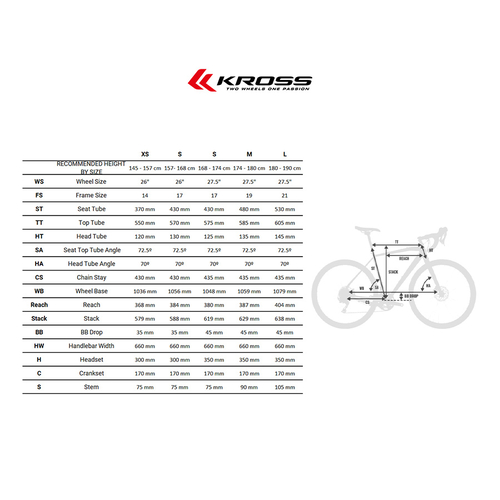 KROSS
TWO WHEELS ONE PASSION
XS S S M L
RECOMMENDED HEIGHT BY SIZE 145 - 157 cm 157- 168 cm 168 - 174 cm 174 - 180 cm 180 - 190 cm
WS Wheel Size 26" 26" 27.5" 27.5" 27.5"
FS Frame Size 14 17 17 19 21
ST Seat Tube 370 mm 430 mm 430 mm 480 mm 530 mm
TT Top Tube 550 mm 570 mm 575 mm 585 mm 605 mm
HT Head Tube 120 mm 130 mm 125 mm 135 mm 145 mm
SA Seat Top Tube Angle 72.5º 72.5º 72.5º 72.5º 72.5º
HA Head Tube Angle 70º 70º 70º 70º 70º
CS Chain Stay 430 mm 430 mm 435 mm 435 mm 435 mm
WB Wheel Base 1036 mm 1056 mm 1048 mm 1059 mm 1079 mm
Reach Reach 368 mm 384 mm 380 mm 387 mm 404 mm
Stack Stack 579 mm 588 mm 619 mm 629 mm 638 mm
BB BB Drop 35 mm 35 mm 45 mm 45 mm 45 mm
HW Handlebar Width 660 mm 660 mm 660 mm 660 mm 660 mm
H Headset 300 mm 300 mm 350 mm 350 mm 350 mm
C Crankset 170 mm 170 mm 170 mm 170 mm 170 mm
S Stem 75 mm 75 mm 75 mm 90 mm 105 mm
TT
HT
REACH
ST
STACK
WB
SA
HA
BB DROP
CS